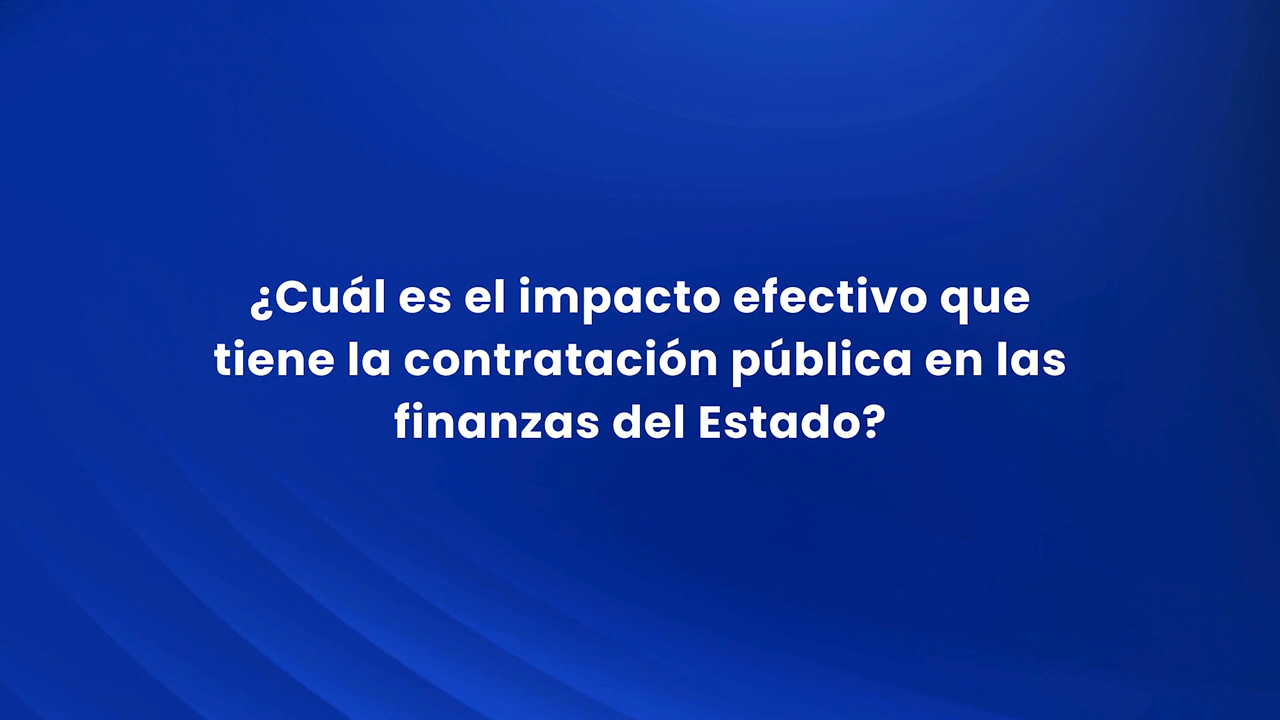 ¿Cuál es el impacto efectivo que
tiene la contratación pública en las
finanzas del Estado?